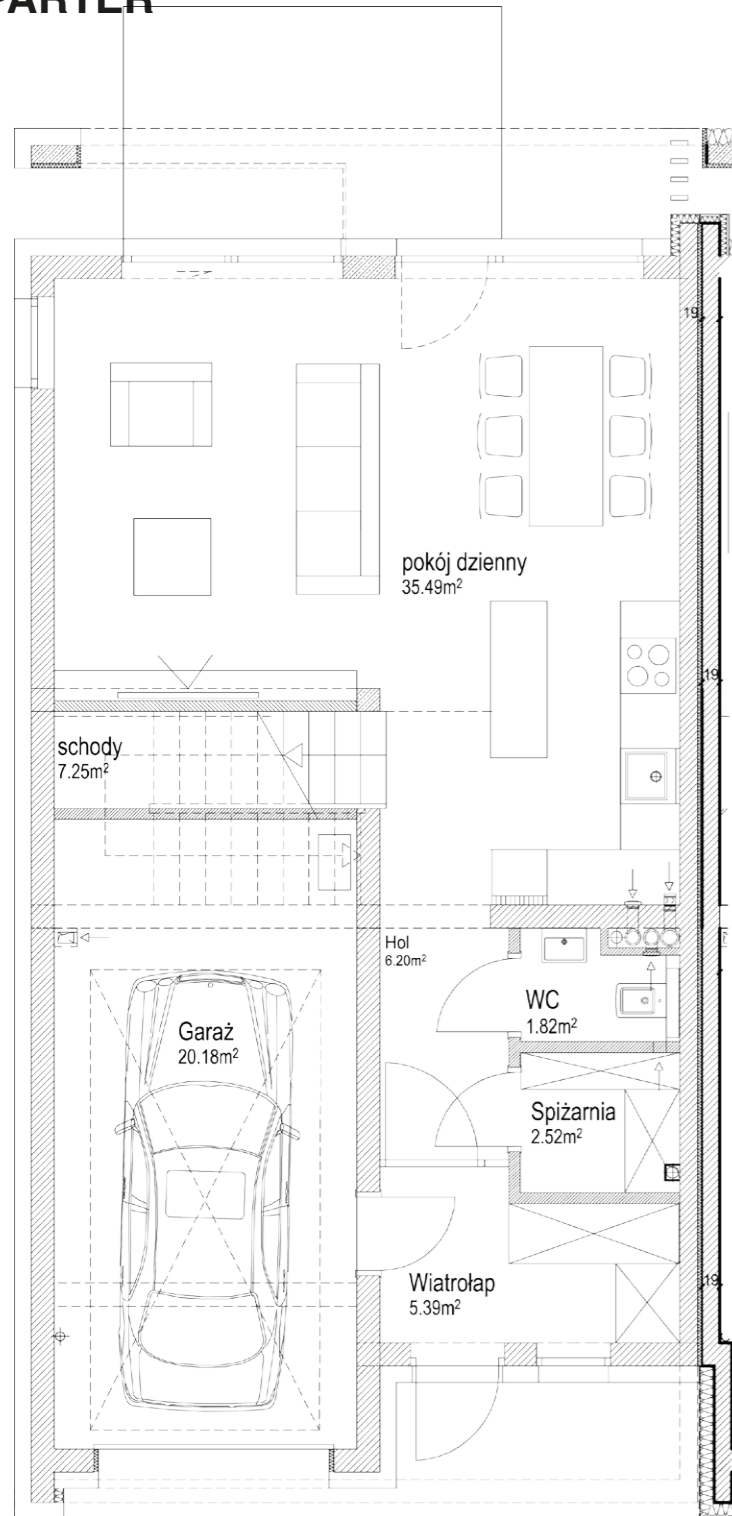 PARTER
19
pokój dzienny
35.49m²
19
schody
7.25m²
Hol
6.20m²
WC
1.82m²
Garaż
20.18m²
Spiżarnia
2.52m²
Wiatrołap
5.39m²
19